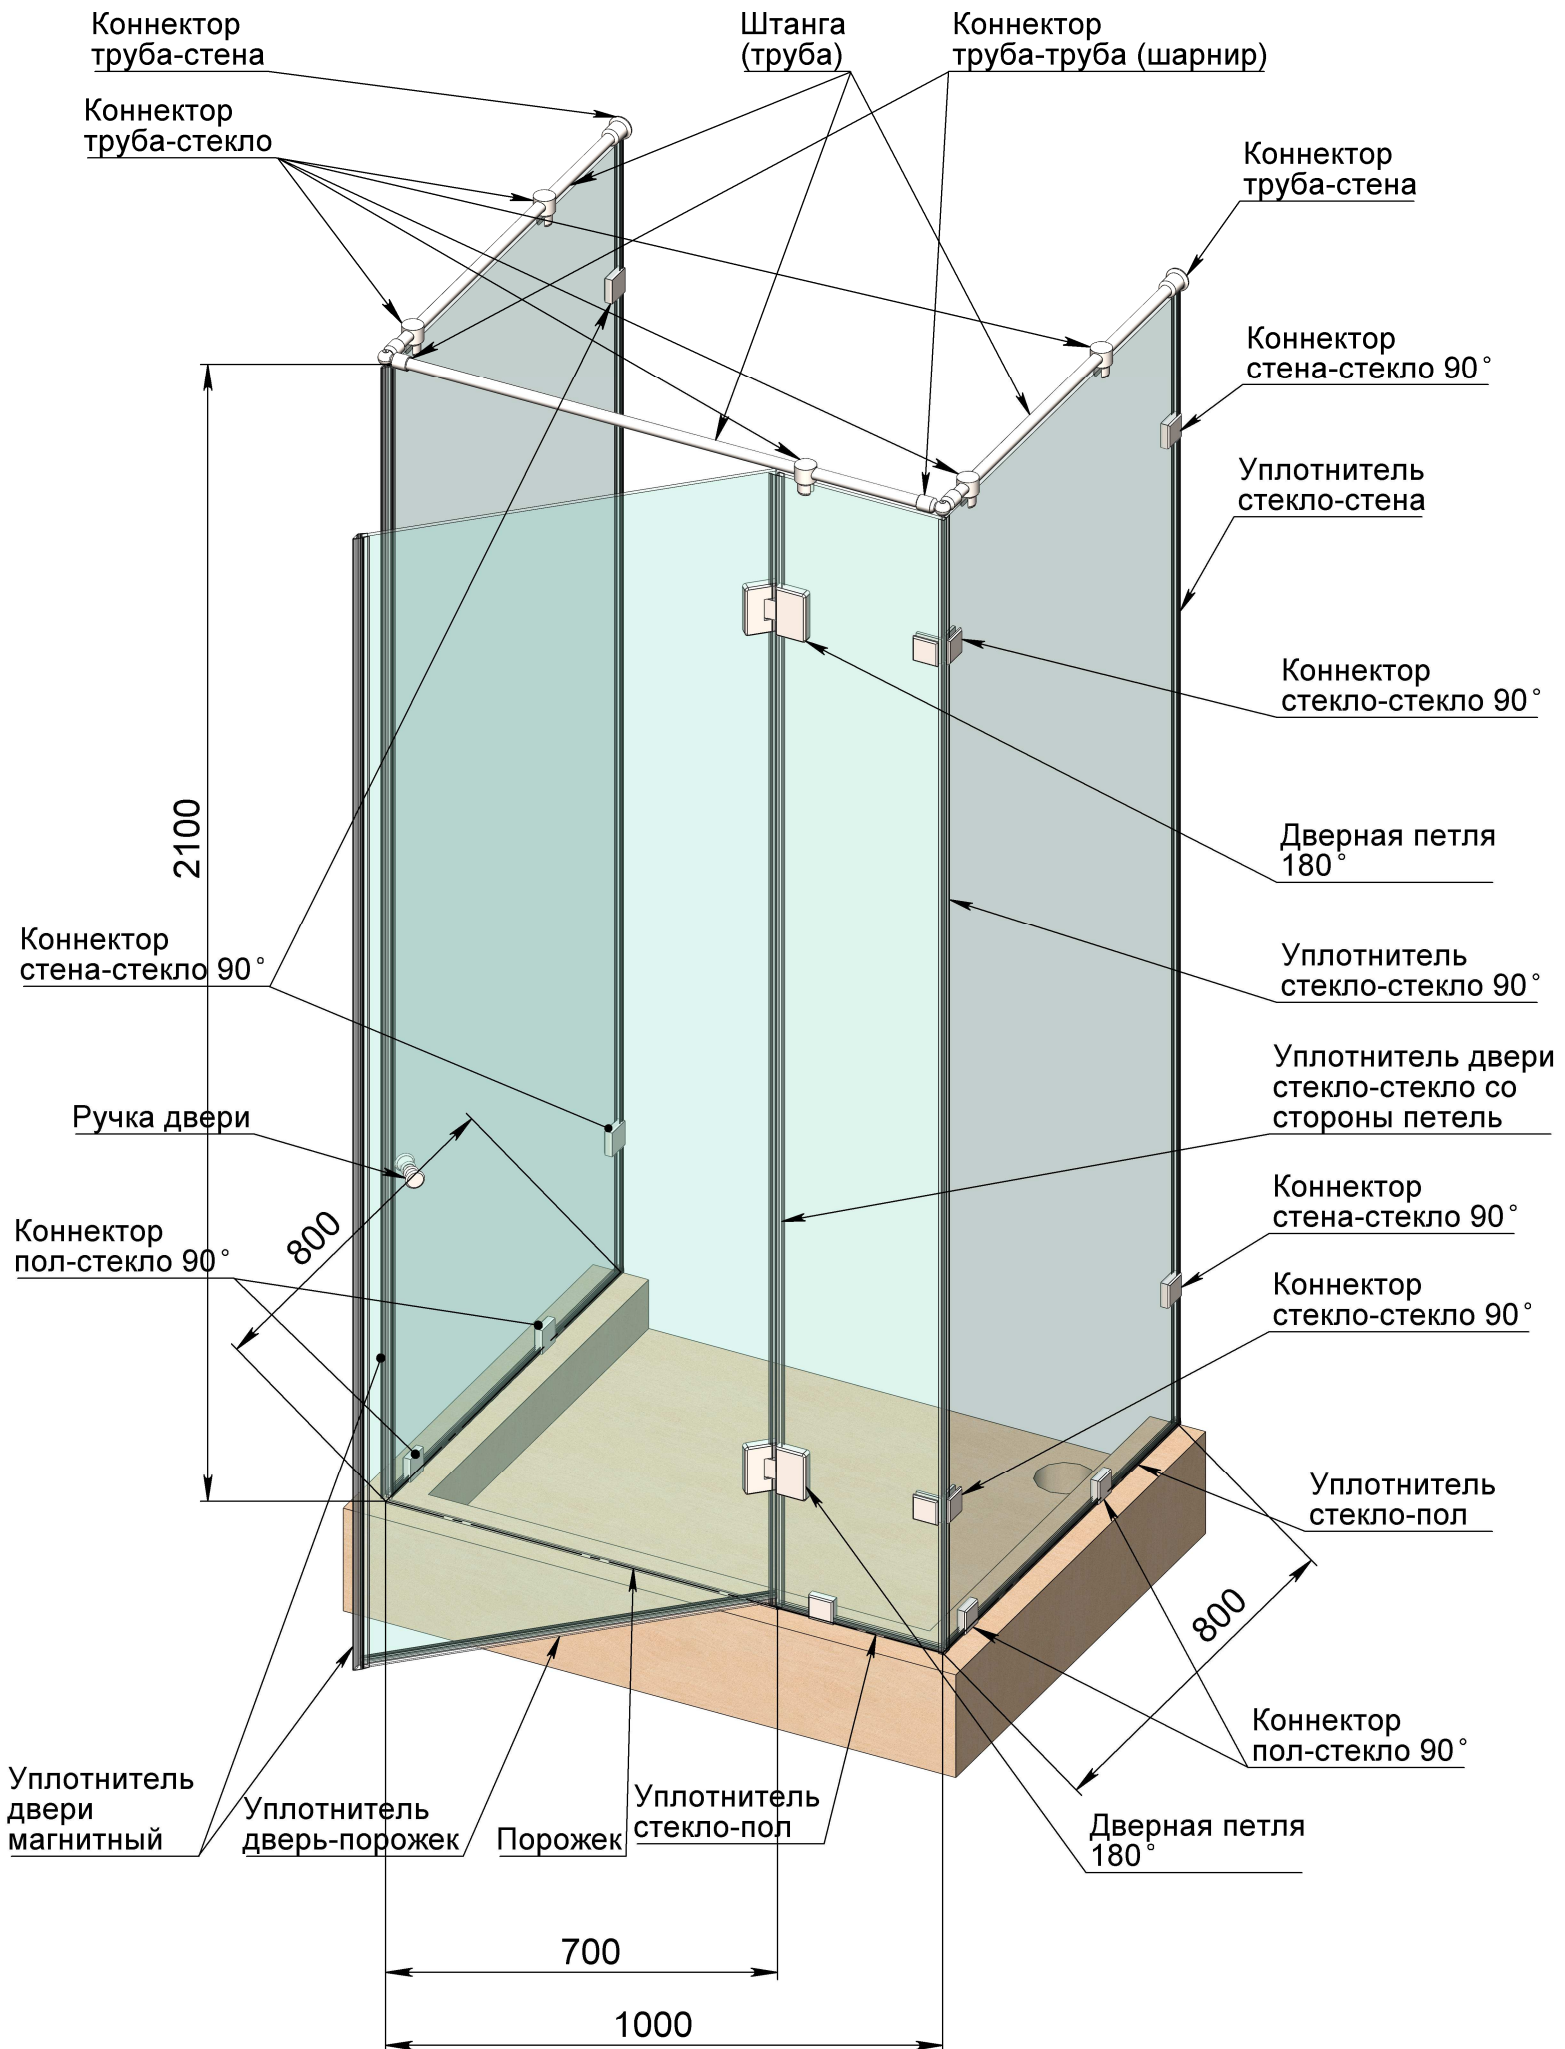 Коннектор
труба-стена
Штанга
(труба)
Коннектор
труба-труба (шарнир)
Коннектор
труба-стекло
Коннектор
труба-стена
Коннектор
стена-стекло 90°
Уплотнитель
стекло-стена
Коннектор
стекло-стекло 90°
2100
Дверная петля
180°
Коннектор
стена-стекло 90°
Уплотнитель
стекло-стекло 90°
Уплотнитель двери
стекло-стекло со
стороны петель
Ручка двери
Коннектор
стена-стекло 90°
Коннектор
пол-стекло 90°
800
Коннектор
стекло-стекло 90°
Уплотнитель
стекло-пол
800
Коннектор
пол-стекло 90°
Уплотнитель
двери
магнитный
Уплотнитель
дверь-порожек
Порожек
Уплотнитель
стекло-пол
Дверная петля
180°
700
1000